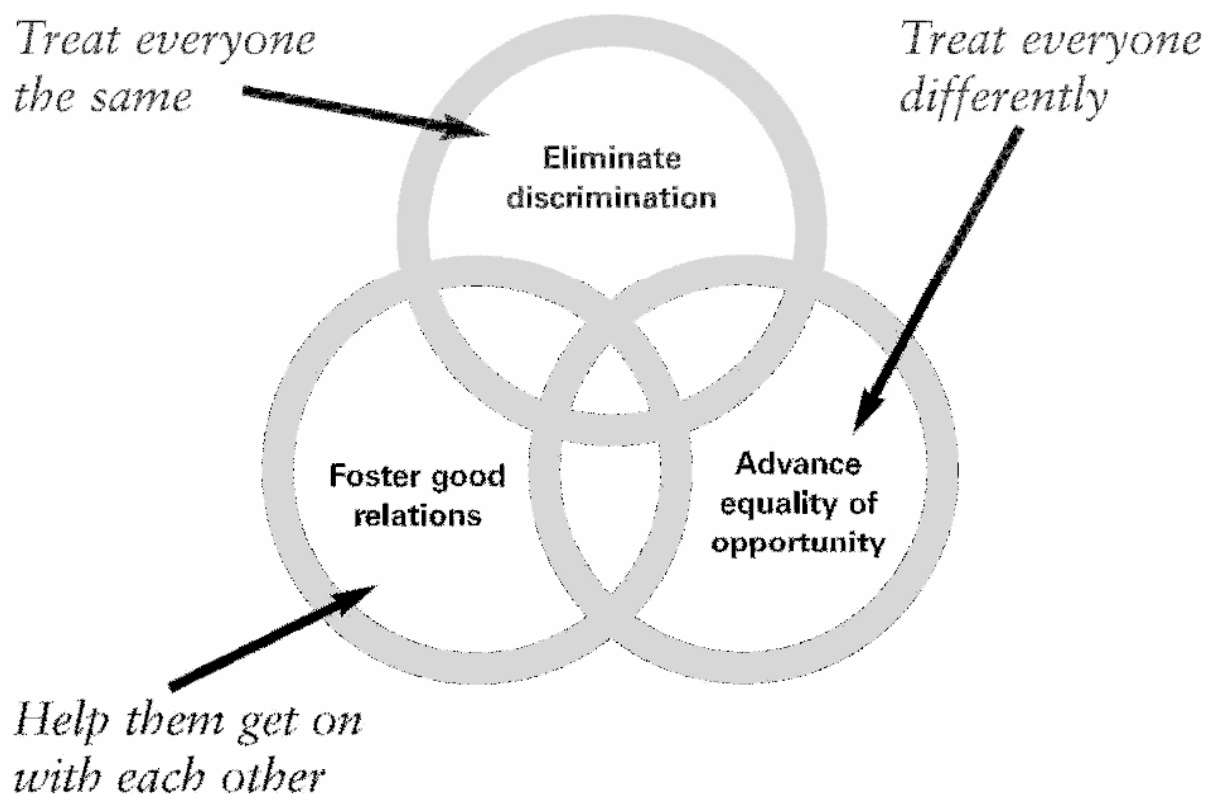 Treat everyone
the same
Treat everyone
differently
Eliminate
discrimination
Foster good
relations
Advance
equality of
opportunity
Help them get on
with each other